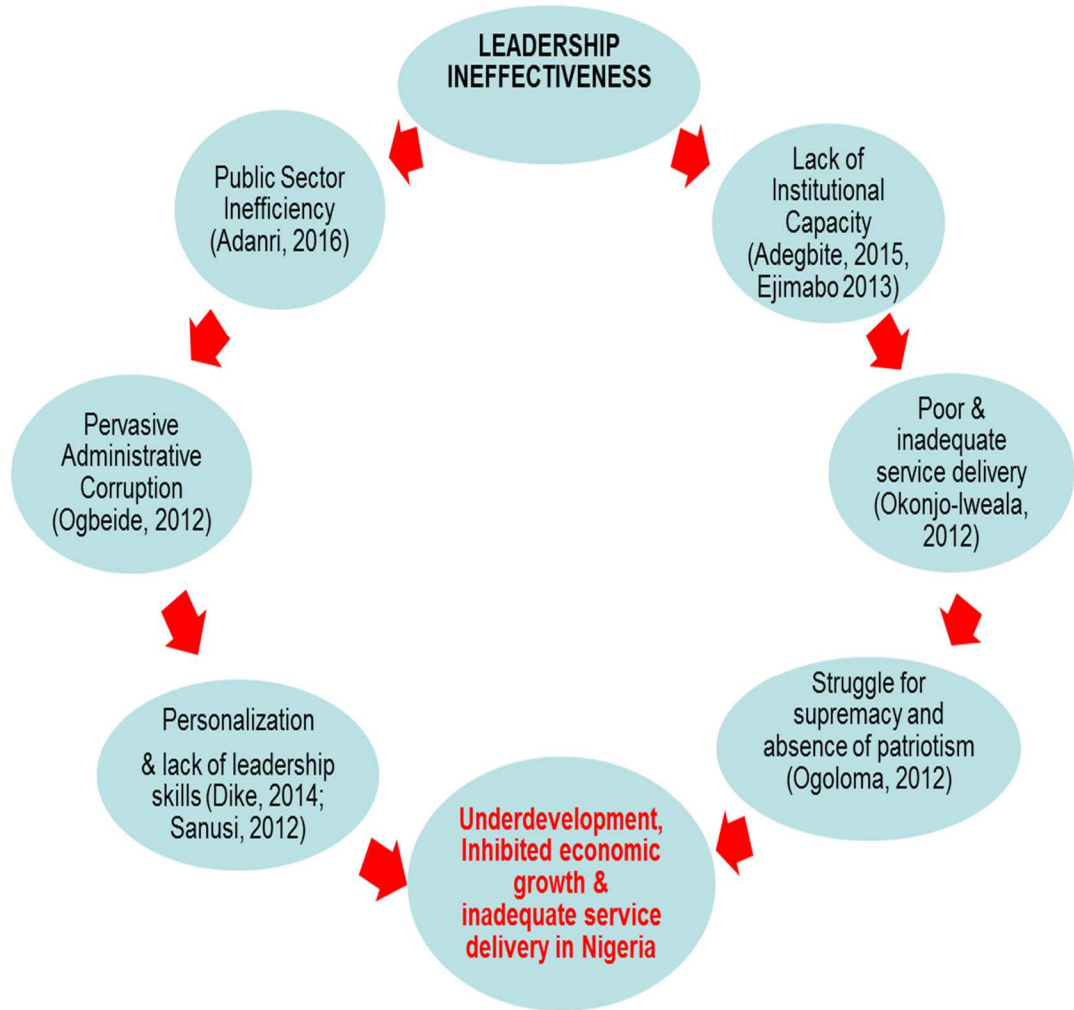 LEADERSHIP
INEFFECTIVENESS
Public Sector
Inefficiency
(Adanri, 2016)
Lack of
Institutional
Capacity
(Adegbite, 2015,
Ejimabo 2013)
Pervasive
Administrative
Corruption
(Ogbeide, 2012)
Poor &
inadequate
service delivery
(Okonjo-Iweala,
2012)
Personalization
& lack of leadership
skills (Dike, 2014;
Sanusi, 2012)
Struggle for
supremacy and
absence of patriotism
(Ogoloma, 2012)
Underdevelopment,
Inhibited economic
growth &
inadequate service
delivery in Nigeria